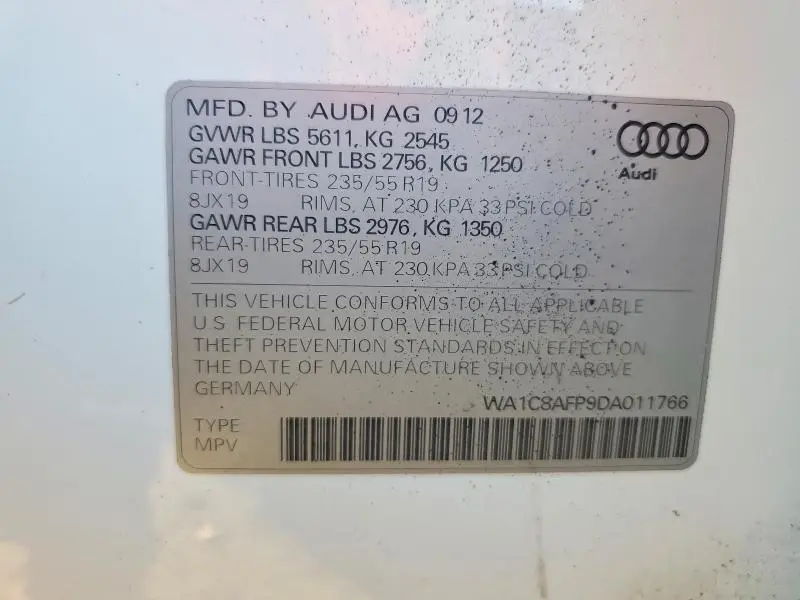 MFD. BY AUDI AG 09 12
GVWR LBS 5611, KG 2545
GAWR FRONT LBS 2756, KG 1250
FRONT-TIRES 235/55 R19
8JX19 RIMS, AT 230 KPA 33 PSI COLD
GAWR REAR LBS 2976, KG 1350
REAR-TIRES 235/55 R19
8JX19 RIMS, AT 230 KPA 33 PSI COLD
Audi
THIS VEHICLE CONFORMS TO ALL APPLICABLE
U.S. FEDERAL MOTOR VEHICLE SAFETY AND
THEFT PREVENTION STANDARDS IN EFFECT ON
THE DATE OF MANUFACTURE SHOWN ABOVE
GERMANY
WA1C8AFP9DA011766
TYPE
MPV